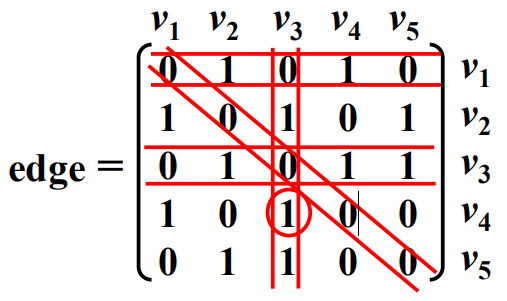 v1 v2 v3 v4 v5
0 1 0 1 0 v1
1 0 1 0 1 v2
edge = 0 1 0 1 1 v3
1 0 1 0 0 v4
0 1 1 0 0 v5